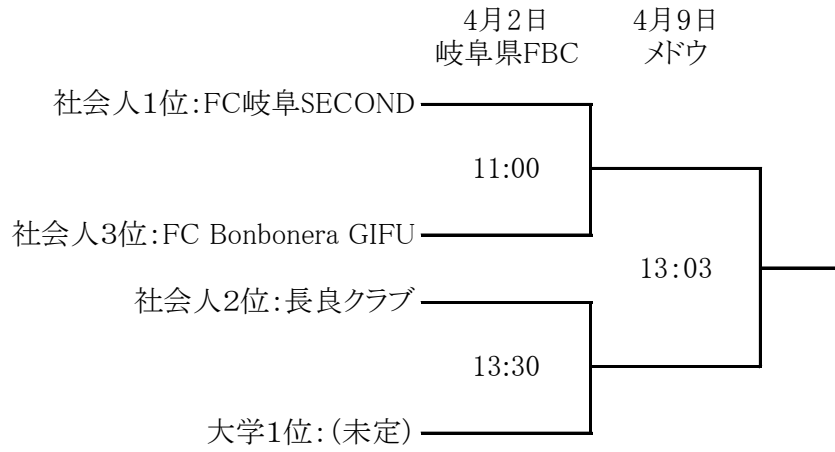 4月2日
岐阜県FBC
4月9日
メドウ
社会人1位：FC岐阜SECOND
11:00
社会人3位：FC Bonbonera GIFU
13：03
社会人2位：長良クラブ
13:30
大学1位：（未定）